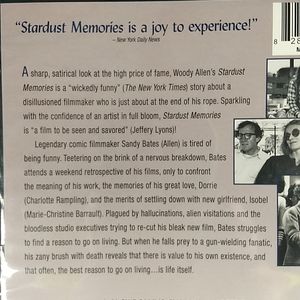 "Stardust Memories is a joy to experience!"
– New York Daily News
A sharp, satirical look at the high price of fame, Woody Allen's Stardust
Memories is a "wickedly funny" (The New York Times) story about a
disillusioned filmmaker who is just about at the end of his rope. Sparkling
with the confidence of an artist in full bloom, Stardust Memories
is "a film to be seen and savored" (Jeffery Lyons)!
Legendary comic filmmaker Sandy Bates (Allen) is tired of
being funny. Teetering on the brink of a nervous breakdown, Bates
attends a weekend retrospective of his films, only to confront
the meaning of his work, the memories of his great love, Dorrie
(Charlotte Rampling), and the merits of settling down with new girlfriend, Isobel
(Marie-Christine Barrault). Plagued by hallucinations, alien visitations and the
bloodless studio executives trying to re-cut his bleak new film, Bates struggles
to find a reason to go on living. But when he falls prey to a gun-wielding fanatic,
his zany brush with death reveals that there is value to his own existence, and
that often, the best reason to go on living...is life itself.
8
M